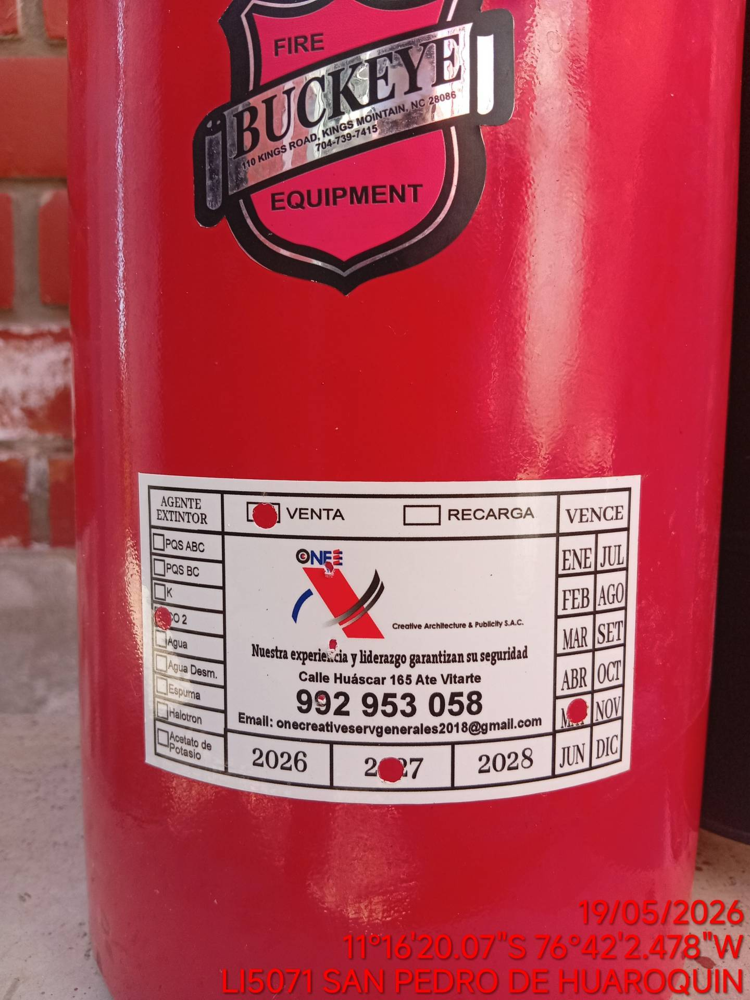 FIRE
BUCKEYE
110 KINGS ROAD, KINGS MOINTAIN, NC 28086
704-739-7415
EQUIPMENT
AGENTE
EXTINTOR
VENTA
RECARGA
VENCE
PQS ABC
PQS BC
K
CO 2
Agua
Agua Desm.
Espuma
Halotron
Acetato de
Potasio
ONE
Creative Architecture & Publicity S.A.C.
Nuestra experiencia y liderazgo garantizan su seguridad
Calle Huáscar 165 Ate Vitarte
992 953 058
Email: onecreativeservgenerales2018@gmail.com
2026
2027
2028
ENE
JUL
FEB
AGO
MAR
SET
ABR
OCT
MAY
NOV
JUN
DIC
19/05/2026
11°16'20.07"S 76°42'2.478"W
LI5071 SAN PEDRO DE HUAROQUIN